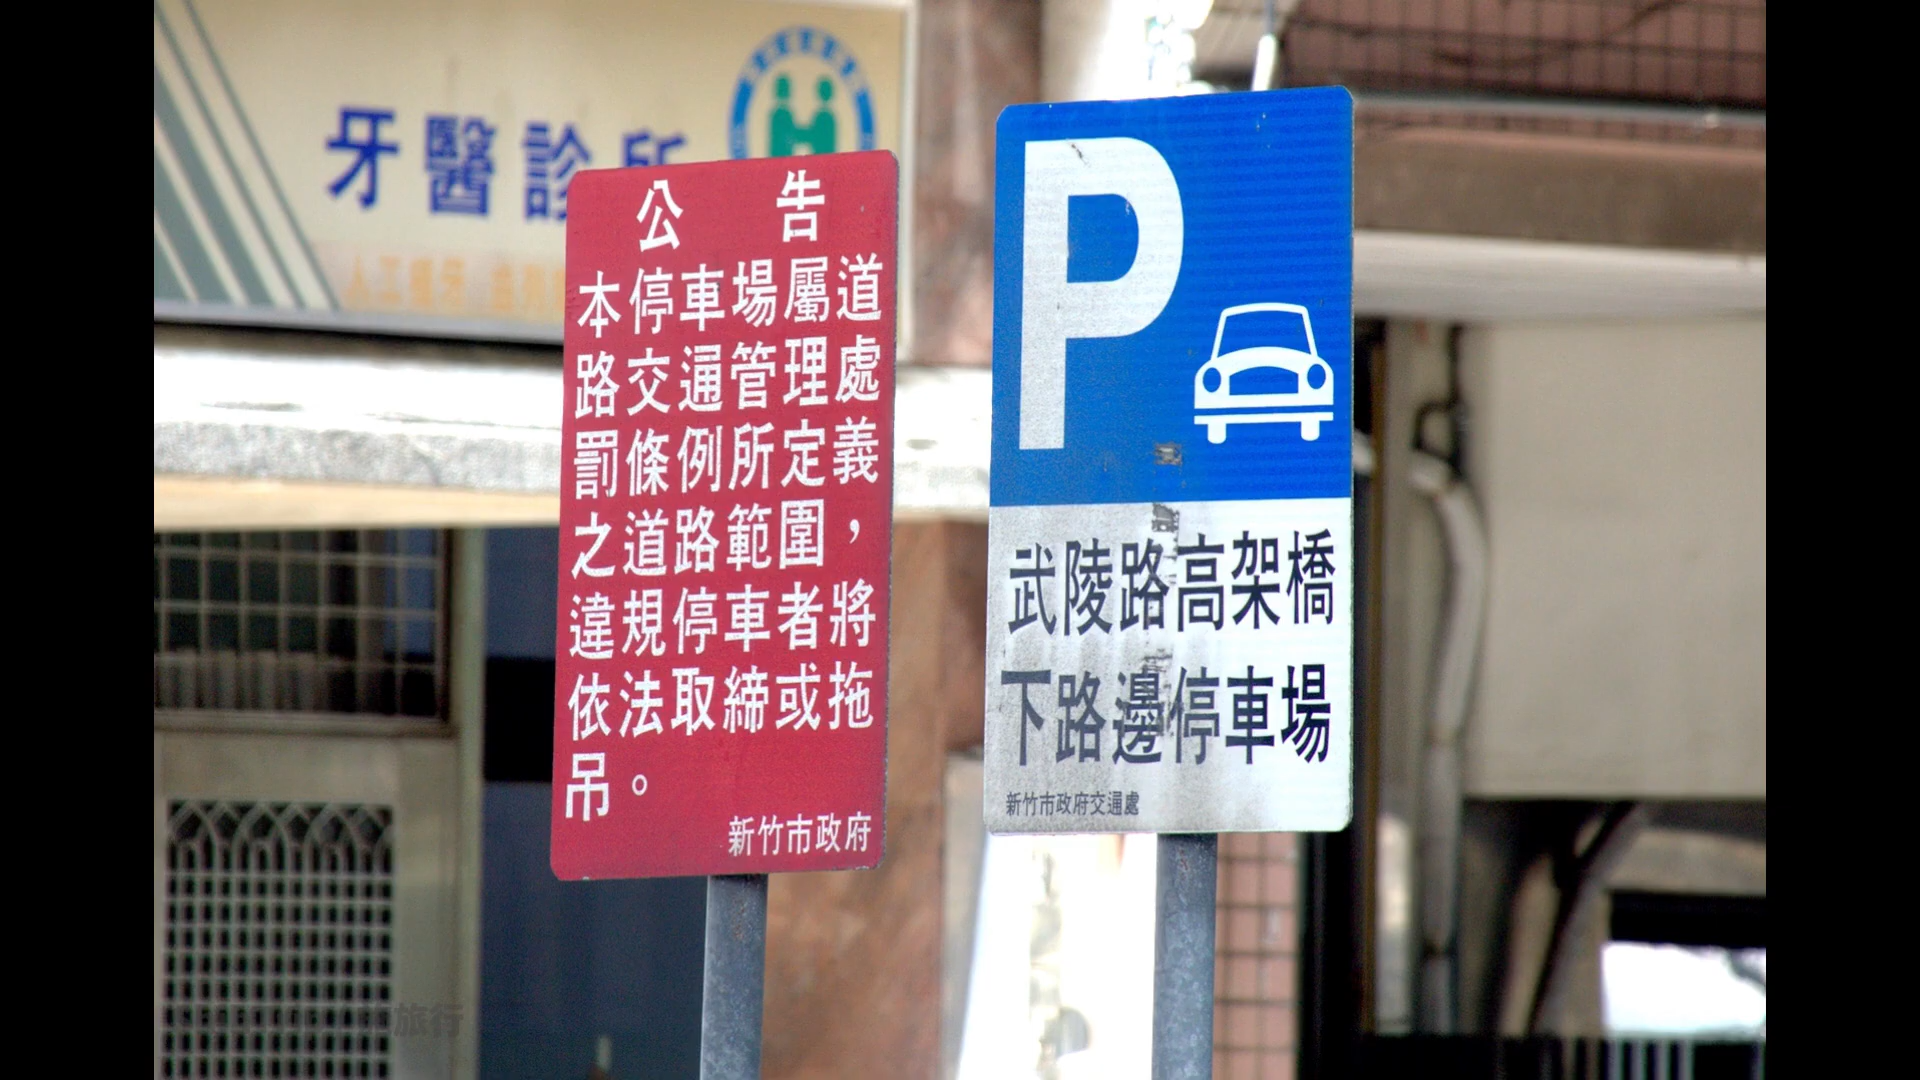 牙醫診所
公告
本停車場屬道
路交通管理處
罰條例所定義
之道路範圍，
違規停車者將
依法取締或拖
吊。
新竹市政府
P
武陵路高架橋
下路邊停車場
新竹市政府交通處
旅行